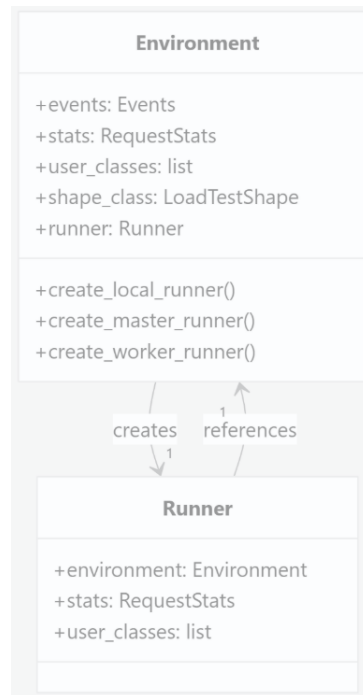 Environment
+events: Events
+stats: RequestStats
+user_classes: list
+shape_class: LoadTestShape
+runner: Runner
+create_local_runner()
+create_master_runner()
+create_worker_runner()
1
creates references
1
Runner
+environment: Environment
+stats: RequestStats
+user_classes: list